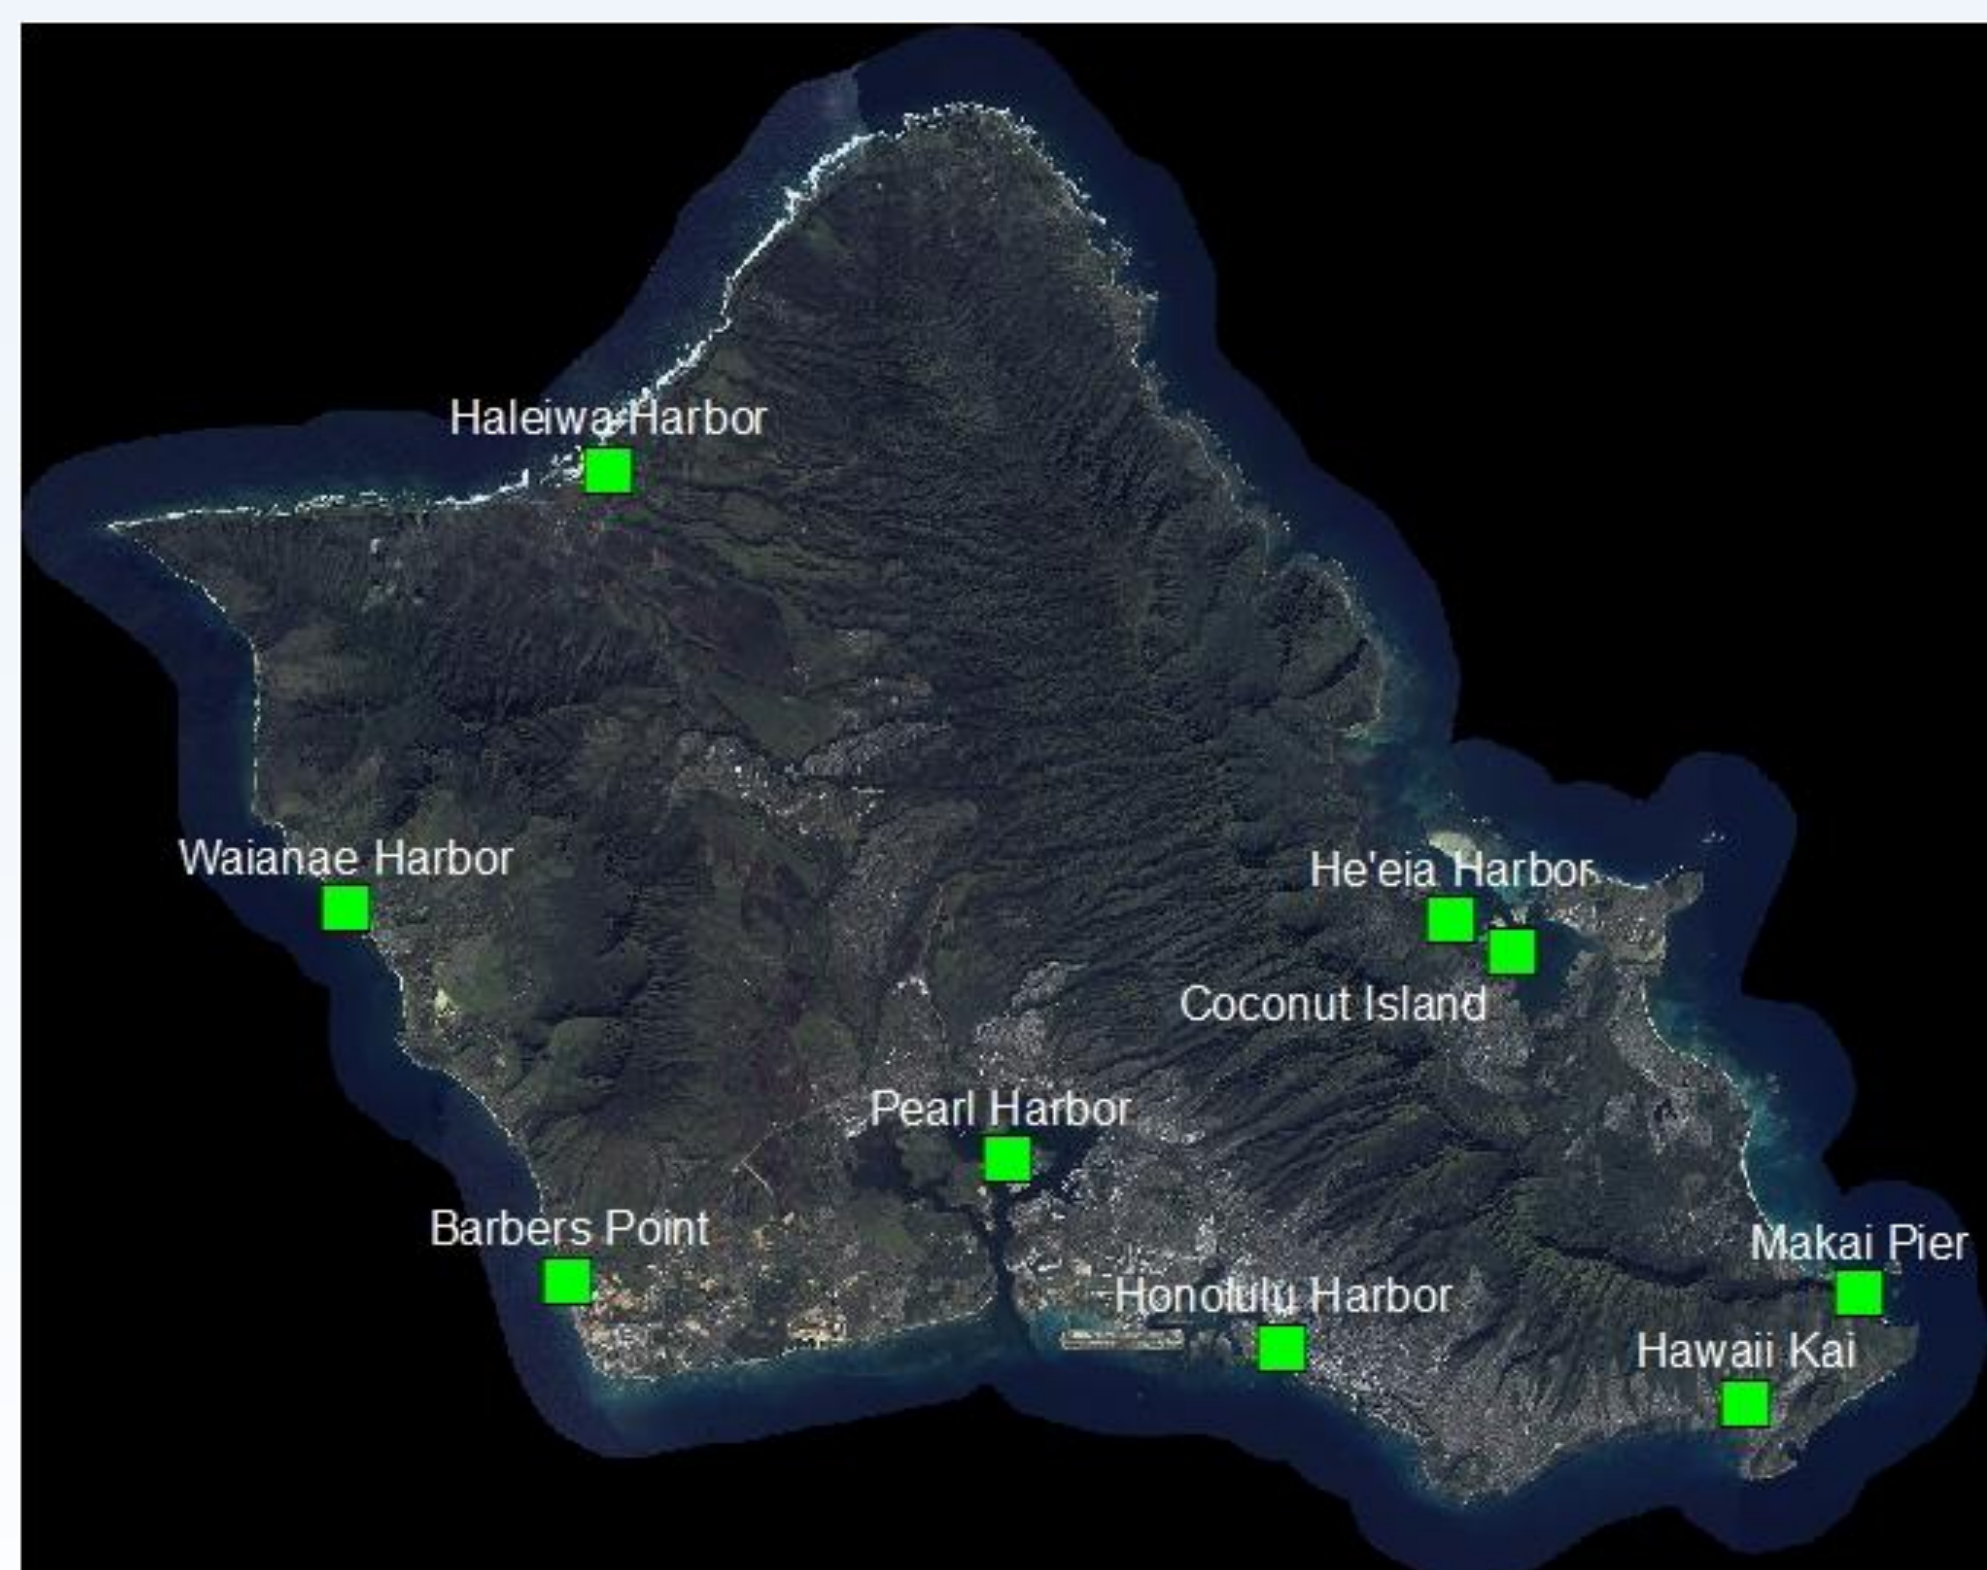 Haleiwa Harbor
Waianae Harbor
He'eia Harbor
Coconut Island
Pearl Harbor
Barbers Point
Makai Pier
Honolulu Harbor
Hawaii Kai